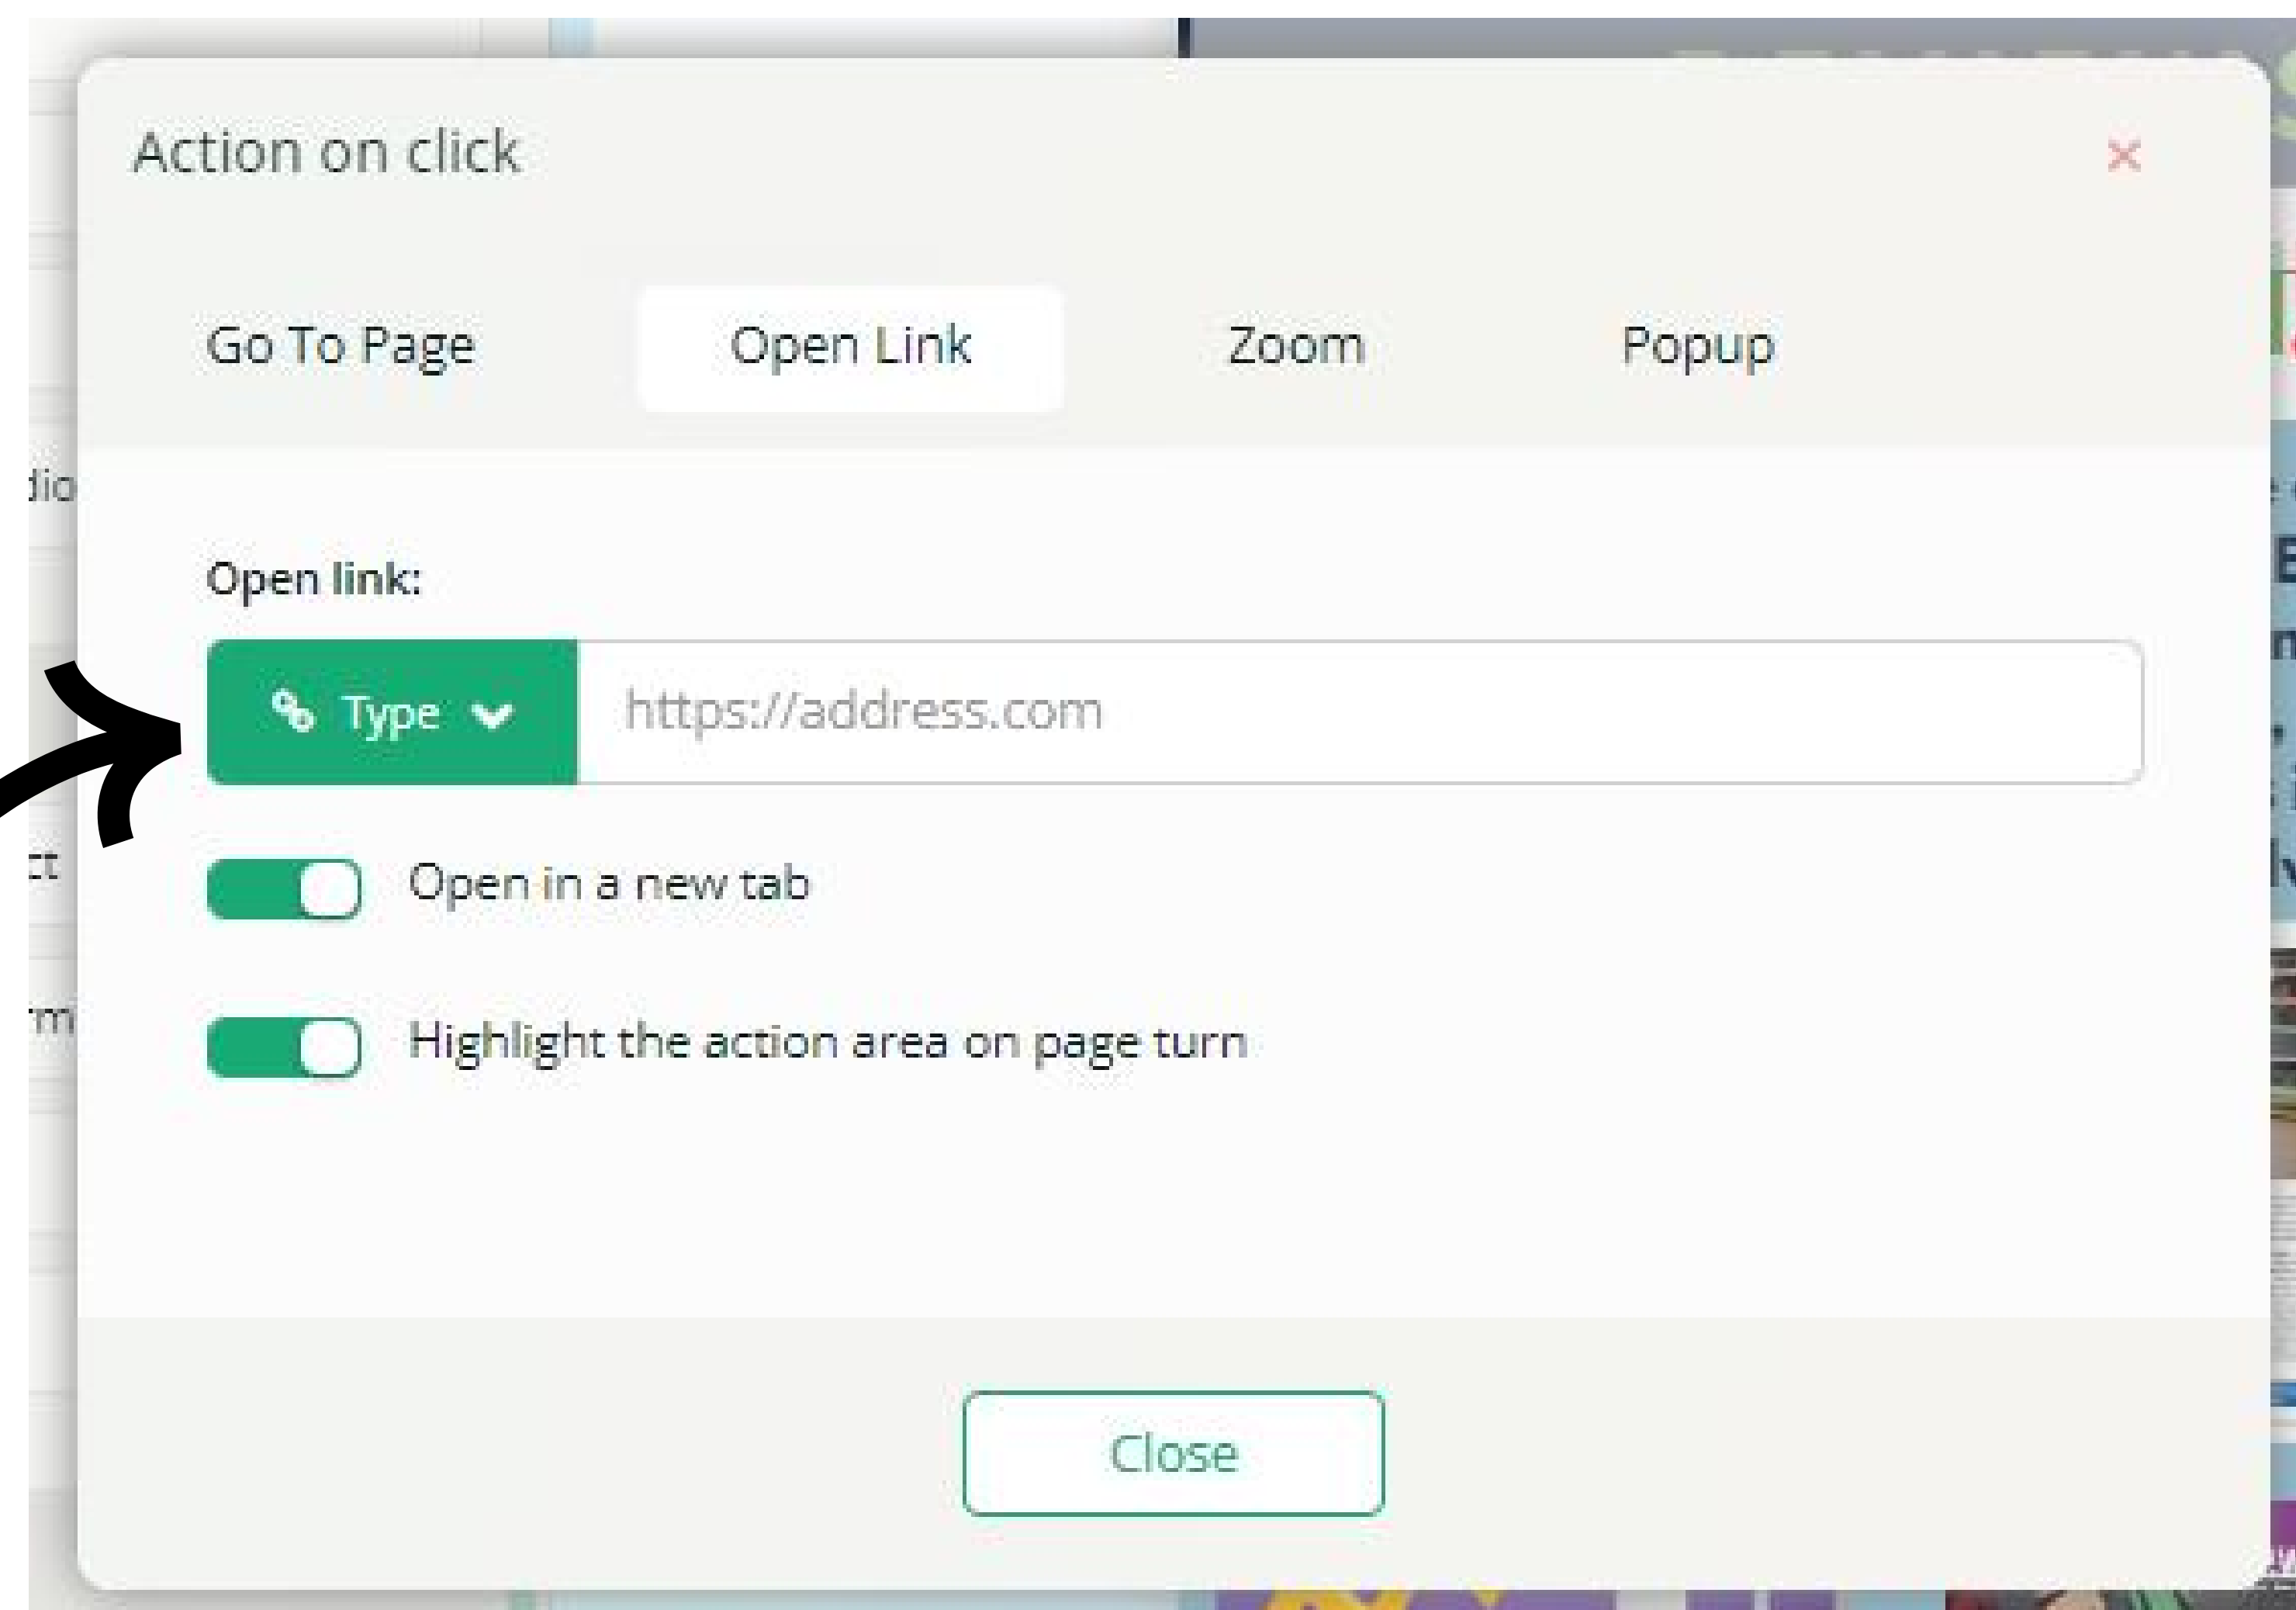 Action on click
Go To Page Open Link Zoom Popup
Open link:
Type https://address.com
Open in a new tab
Highlight the action area on page turn
Close